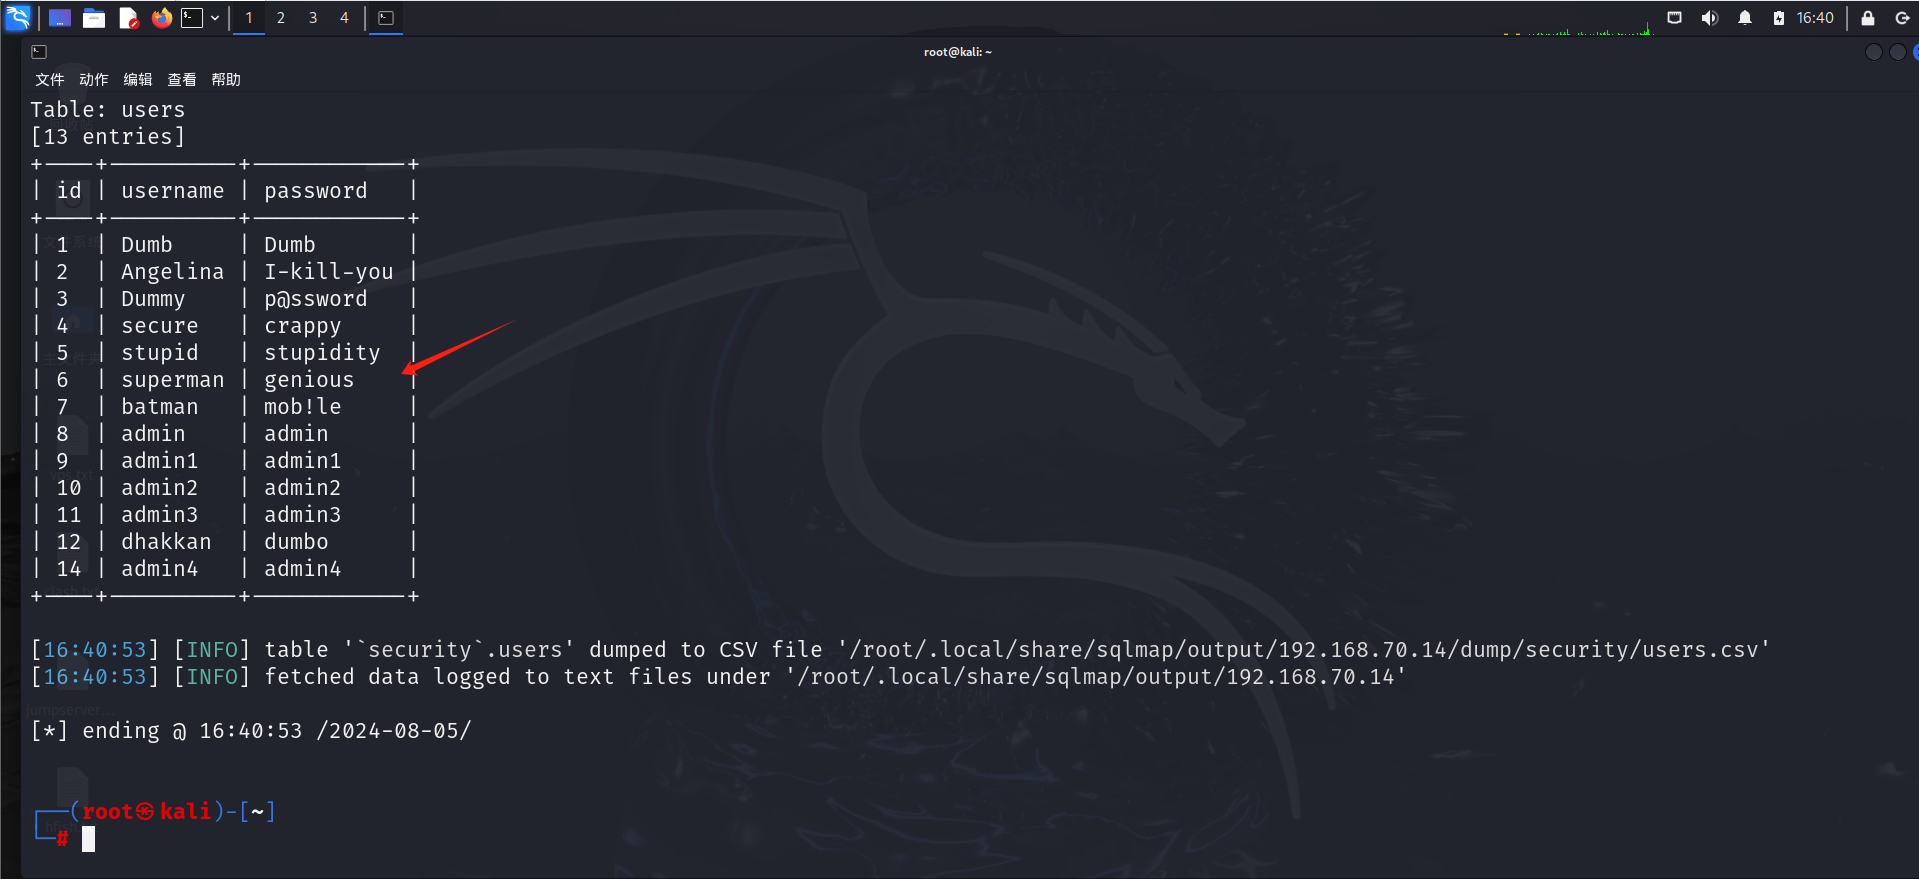 1 2 3 4 16:40
root@kali: ~
文件 动作 编辑 查看 帮助
Table: users
[13 entries]
+----+----------+------------+
| id | username | password   |
+----+----------+------------+
| 1  | Dumb     | Dumb       |
| 2  | Angelina | I-kill-you |
| 3  | Dummy    | p@ssword   |
| 4  | secure   | crappy     |
| 5  | stupid   | stupidity  |
| 6  | superman | genious    |
| 7  | batman   | mob!le     |
| 8  | admin    | admin      |
| 9  | admin1   | admin1     |
| 10 | admin2   | admin2     |
| 11 | admin3   | admin3     |
| 12 | dhakkan  | dumbo      |
| 14 | admin4   | admin4     |
+----+----------+------------+
[16:40:53] [INFO] table '`security`.users' dumped to CSV file '/root/.local/share/sqlmap/output/192.168.70.14/dump/security/users.csv'
[16:40:53] [INFO] fetched data logged to text files under '/root/.local/share/sqlmap/output/192.168.70.14'
jumpserver...
[*] ending @ 16:40:53 /2024-08-05/
┌──(root㉿kali)-[~]
└─#